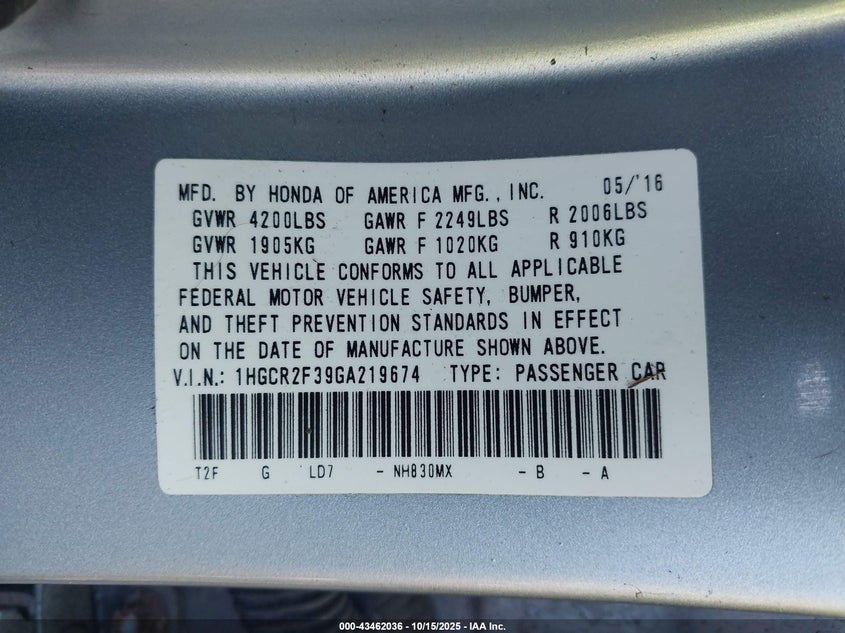 MFD. BY HONDA OF AMERICA MFG., INC. 05/'16
GVWR 4200LBS GAWR F 2249LBS R 2006LBS
GVWR 1905KG GAWR F 1020KG R 910KG
THIS VEHICLE CONFORMS TO ALL APPLICABLE
FEDERAL MOTOR VEHICLE SAFETY, BUMPER,
AND THEFT PREVENTION STANDARDS IN EFFECT
ON THE DATE OF MANUFACTURE SHOWN ABOVE.
V.I.N.: 1HGCR2F39GA219674 TYPE: PASSENGER CAR
T2F G LD7 - NH830MX - B - A
000-43462036 - 10/15/2025 - IAA Inc.